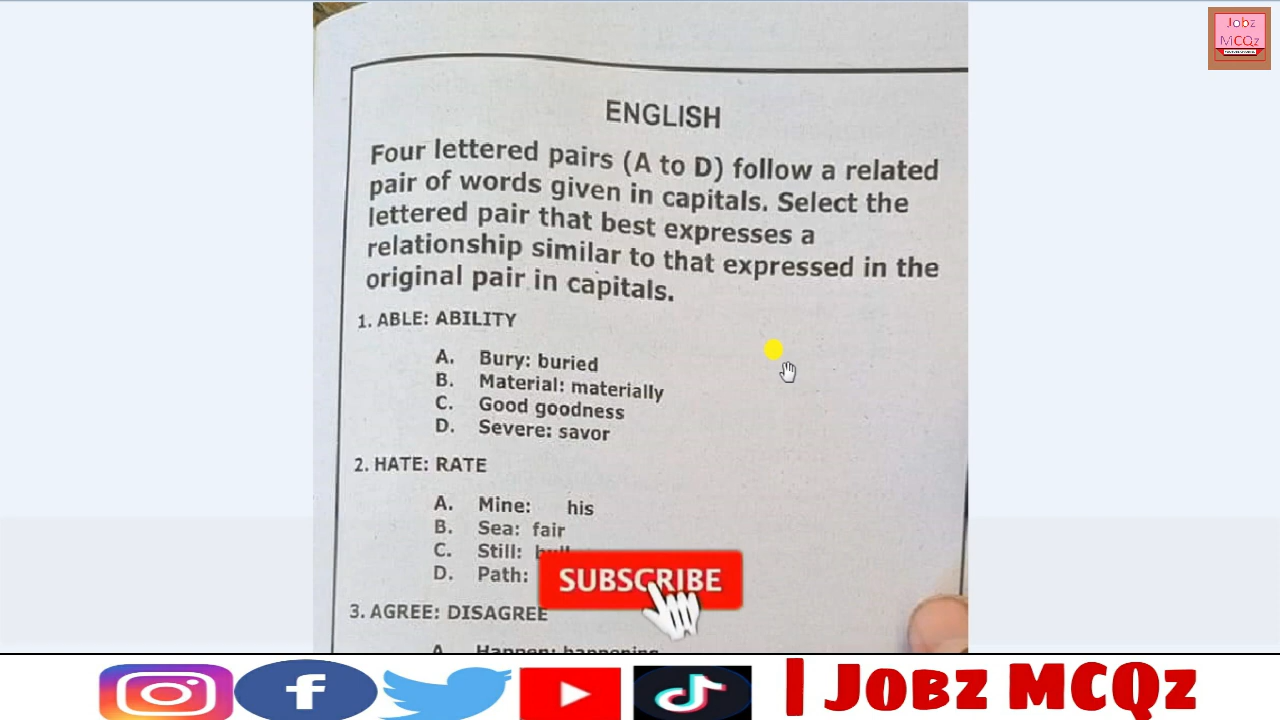 Jobz
MCQz
ENGLISH
Four lettered pairs (A to D) follow a related
pair of words given in capitals. Select the
lettered pair that best expresses a
relationship similar to that expressed in the
original pair in capitals.
1. ABLE: ABILITY
A. Bury: buried
B. Material: materially
C. Good goodness
D. Severe: savor
2. HATE: RATE
A. Mine: his
B. Sea: fair
C. Still:
D. Path:
SUBSCRIBE
3. AGREE: DISAGREE
A. Happen: happening
| Jobz MCQz